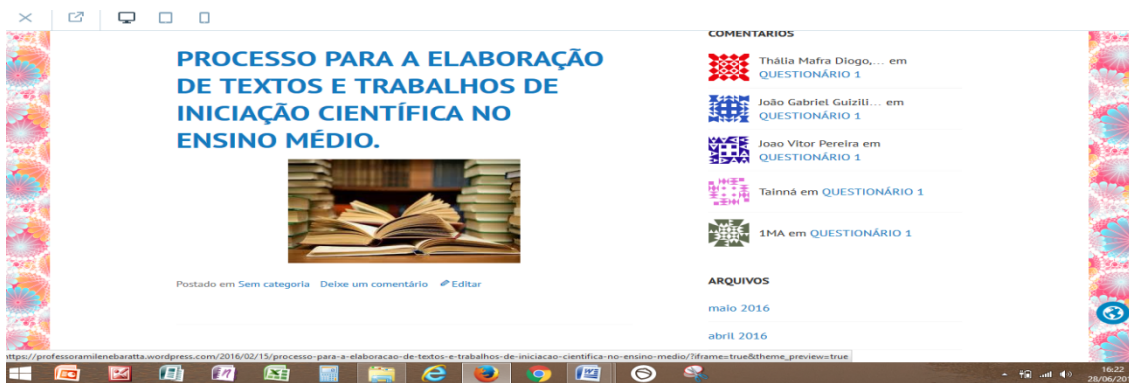 PROCESSO PARA A ELABORAÇÃO
DE TEXTOS E TRABALHOS DE
INICIAÇÃO CIENTÍFICA NO
ENSINO MÉDIO.
Postado em Sem categoria Deixe um comentário Editar
COMENTÁRIOS
Thália Mafra Diogo,... em
QUESTIONÁRIO 1
João Gabriel Guizili... em
QUESTIONÁRIO 1
Joao Vitor Pereira em
QUESTIONÁRIO 1
Tainná em QUESTIONÁRIO 1
1MA em QUESTIONÁRIO 1
ARQUIVOS
maio 2016
abril 2016
https://professoramilenebaratta.wordpress.com/2016/02/15/processo-para-a-elaboracao-de-textos-e-trabalhos-de-iniciacao-cientifica-no-ensino-medio/?iframe=true&theme_preview=true
16:22
28/06/201